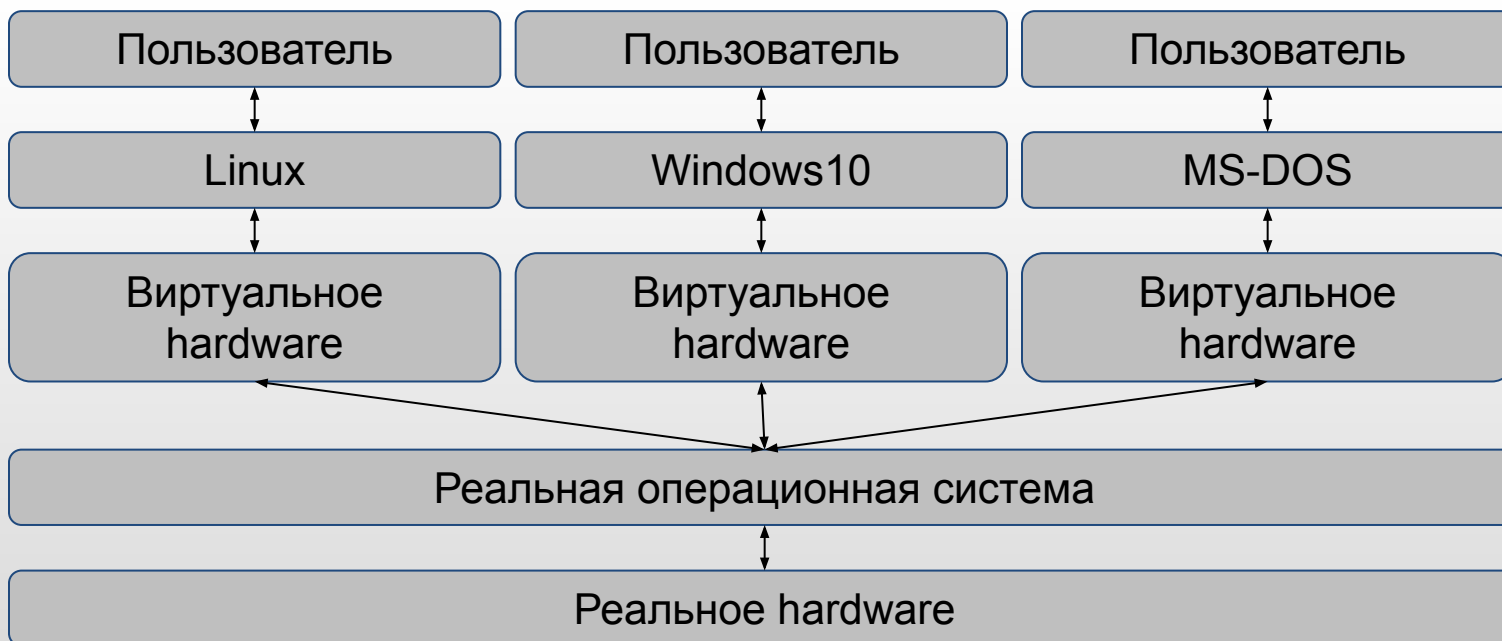 Пользователь
Пользователь
Пользователь
Linux
Windows10
MS-DOS
Виртуальное
hardware
Виртуальное
hardware
Виртуальное
hardware
Реальная операционная система
Реальное hardware